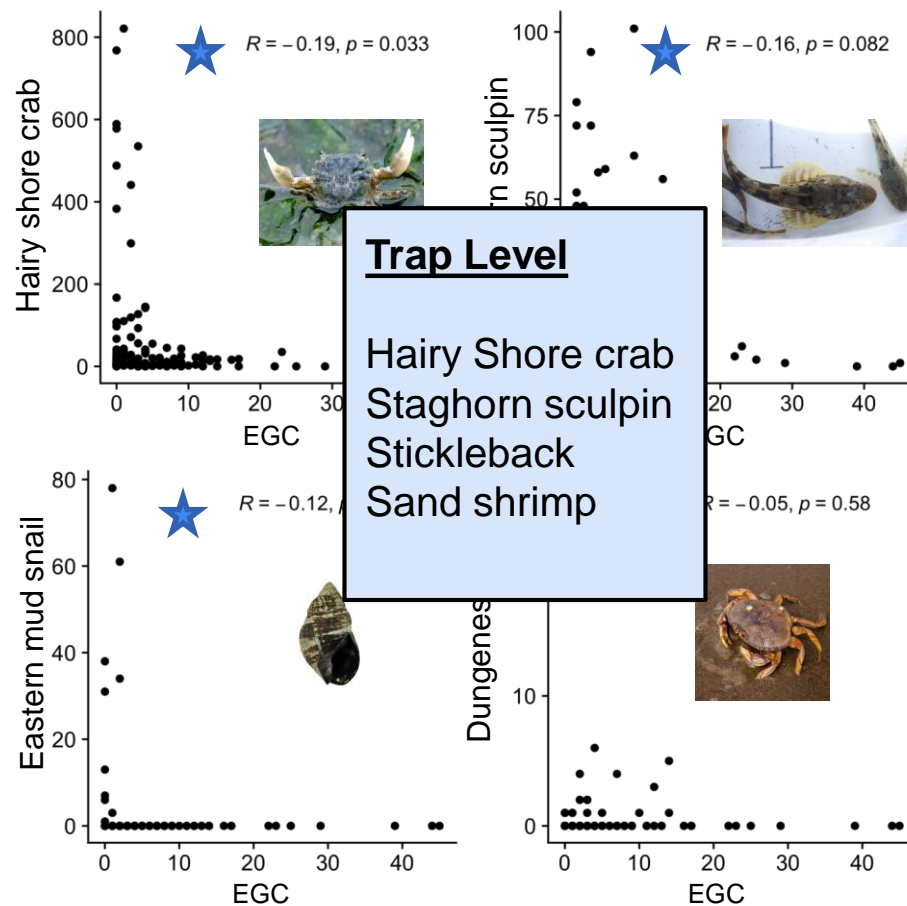 800
600
400
200
0
Hairy shore crab
R = −0.19, p = 0.033
0 10 20 30
EGC
100
75
50
rn sculpin
R = −0.16, p = 0.082
20 30 40
GC
Trap Level
Hairy Shore crab
Staghorn sculpin
Stickleback
Sand shrimp
80
60
40
20
0
Eastern mud snail
R = −0.12, p
0 10 20 30 40
EGC
10
0
Dungenes
R = −0.05, p = 0.58
0 10 20 30 40
EGC